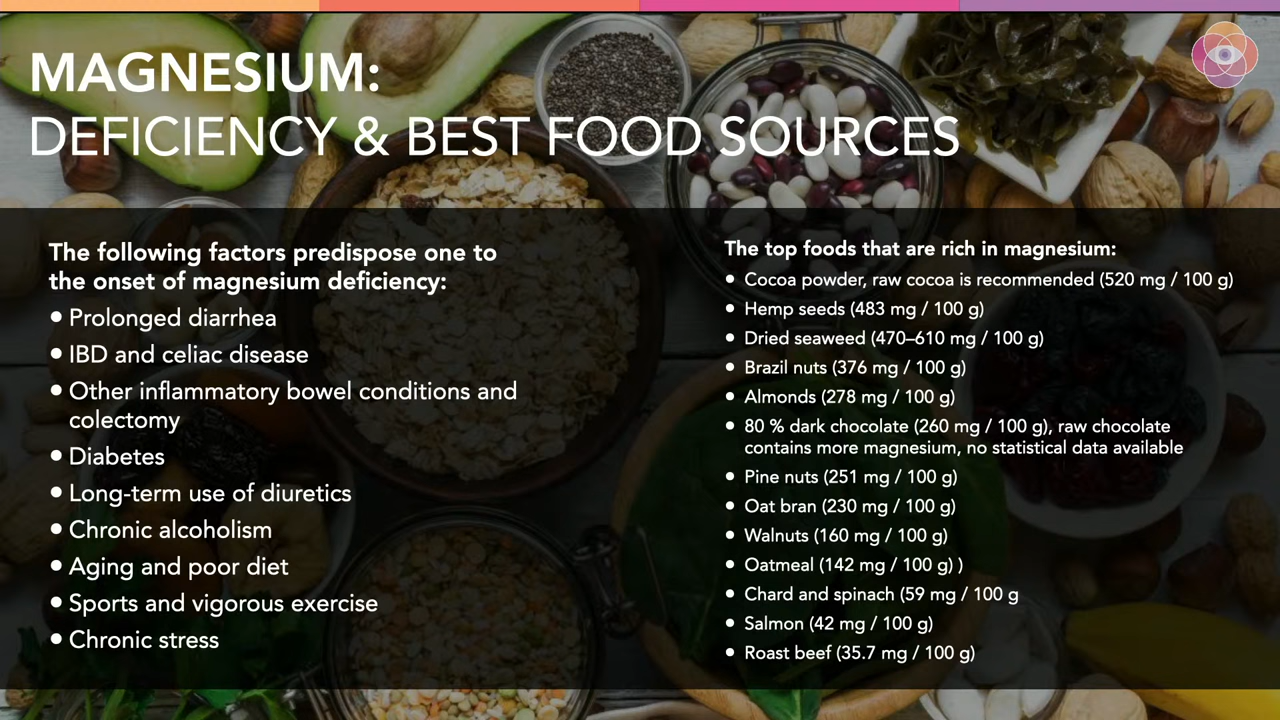 MAGNESIUM:
DEFICIENCY & BEST FOOD SOURCES
The following factors predispose one to
the onset of magnesium deficiency:
• Prolonged diarrhea
• IBD and celiac disease
• Other inflammatory bowel conditions and
colectomy
• Diabetes
• Long-term use of diuretics
• Chronic alcoholism
• Aging and poor diet
• Sports and vigorous exercise
• Chronic stress
The top foods that are rich in magnesium:
• Cocoa powder, raw cocoa is recommended (520 mg / 100 g)
• Hemp seeds (483 mg / 100 g)
• Dried seaweed (470–610 mg / 100 g)
• Brazil nuts (376 mg / 100 g)
• Almonds (278 mg / 100 g)
• 80 % dark chocolate (260 mg / 100 g), raw chocolate
contains more magnesium, no statistical data available
• Pine nuts (251 mg / 100 g)
• Oat bran (230 mg / 100 g)
• Walnuts (160 mg / 100 g)
• Oatmeal (142 mg / 100 g) )
• Chard and spinach (59 mg / 100 g
• Salmon (42 mg / 100 g)
• Roast beef (35.7 mg / 100 g)